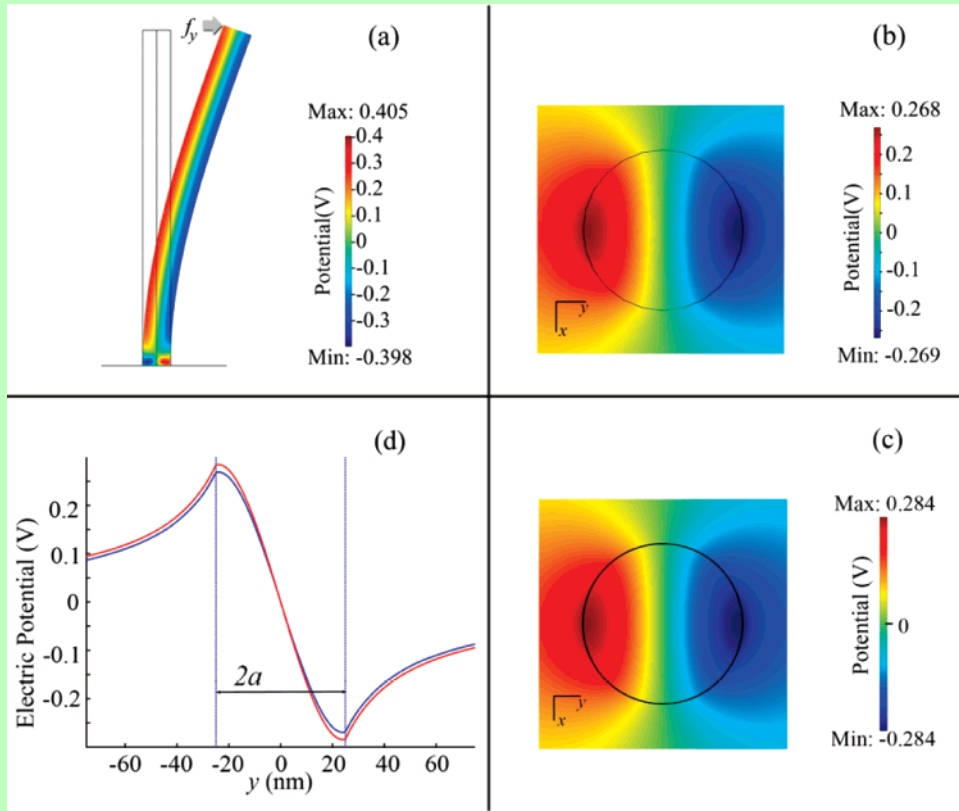 (a)
f_y
Max: 0.405
0.4
0.3
0.2
0.1
0
-0.1
-0.2
-0.3
Potential(V)
Min: -0.398
(b)
Max: 0.268
0.2
0.1
0
-0.1
-0.2
Potential(V)
Min: -0.269
y
x
(d)
0.2
0.1
0
-0.1
-0.2
Electric Potential (V)
2a
-60 -40 -20 0 20 40 60
y (nm)
(c)
Max: 0.284
0
Potential (V)
Min: -0.284
y
x